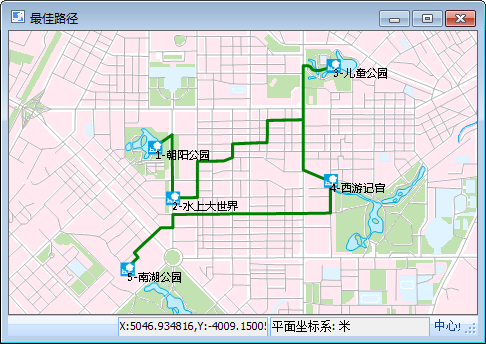 最佳路径
3-儿童公园
1-朝阳公园
4-西游记宫
2-水上大世界
5-南湖公园
X:5046.934816,Y:-4009.1500
平面坐标系: 米
中心: